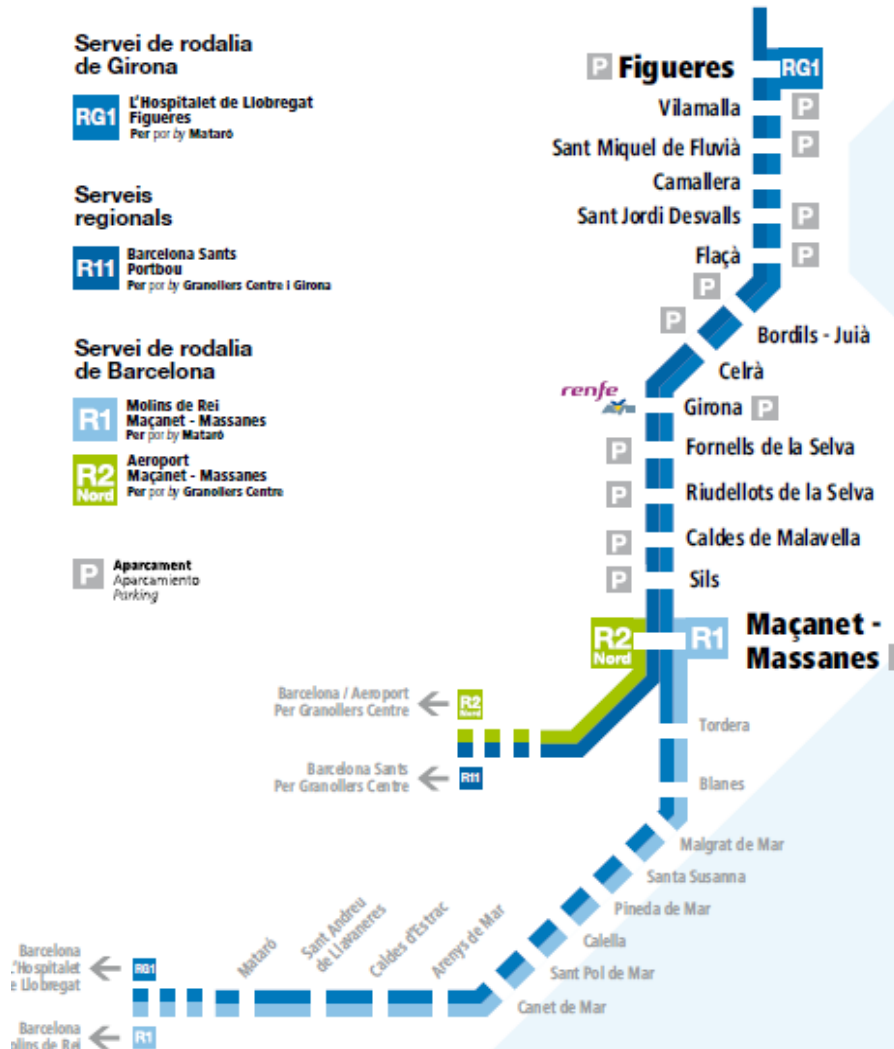 Servei de rodalia
de Girona
RG1
L'Hospitalet de Llobregat
Figueres
Per por by Mataró
Serveis
regionals
R11
Barcelona Sants
Portbou
Per por by Granollers Centre i Girona
Servei de rodalia
de Barcelona
R1
Molins de Rei
Maçanet - Massanes
Per por by Mataró
R2
Nord
Aeroport
Maçanet - Massanes
Per por by Granollers Centre
P
Aparcament
Aparcamiento
Parking
P Figueres RG1
Vilamalla P
Sant Miquel de Fluvià P
Camallera
Sant Jordi Desvalls P
Flaçà P
P
P
Bordils - Juià
Celrà
renfe
Girona P
P Fornells de la Selva
P Riudellots de la Selva
P Caldes de Malavella
P Sils
R2
Nord
R1
Maçanet -
Massanes
Barcelona / Aeroport
Per Granollers Centre
R2
Nord
Barcelona Sants
Per Granollers Centre
R11
Tordera
Blanes
Malgrat de Mar
Santa Susanna
Pineda de Mar
Calella
Sant Pol de Mar
Canet de Mar
Arenys de Mar
Caldes d'Estrac
Sant Andreu
de Llavaneres
Mataró
Barcelona
L'Hospitalet
e Llobregat
RG1
Barcelona
olins de Rei
R1